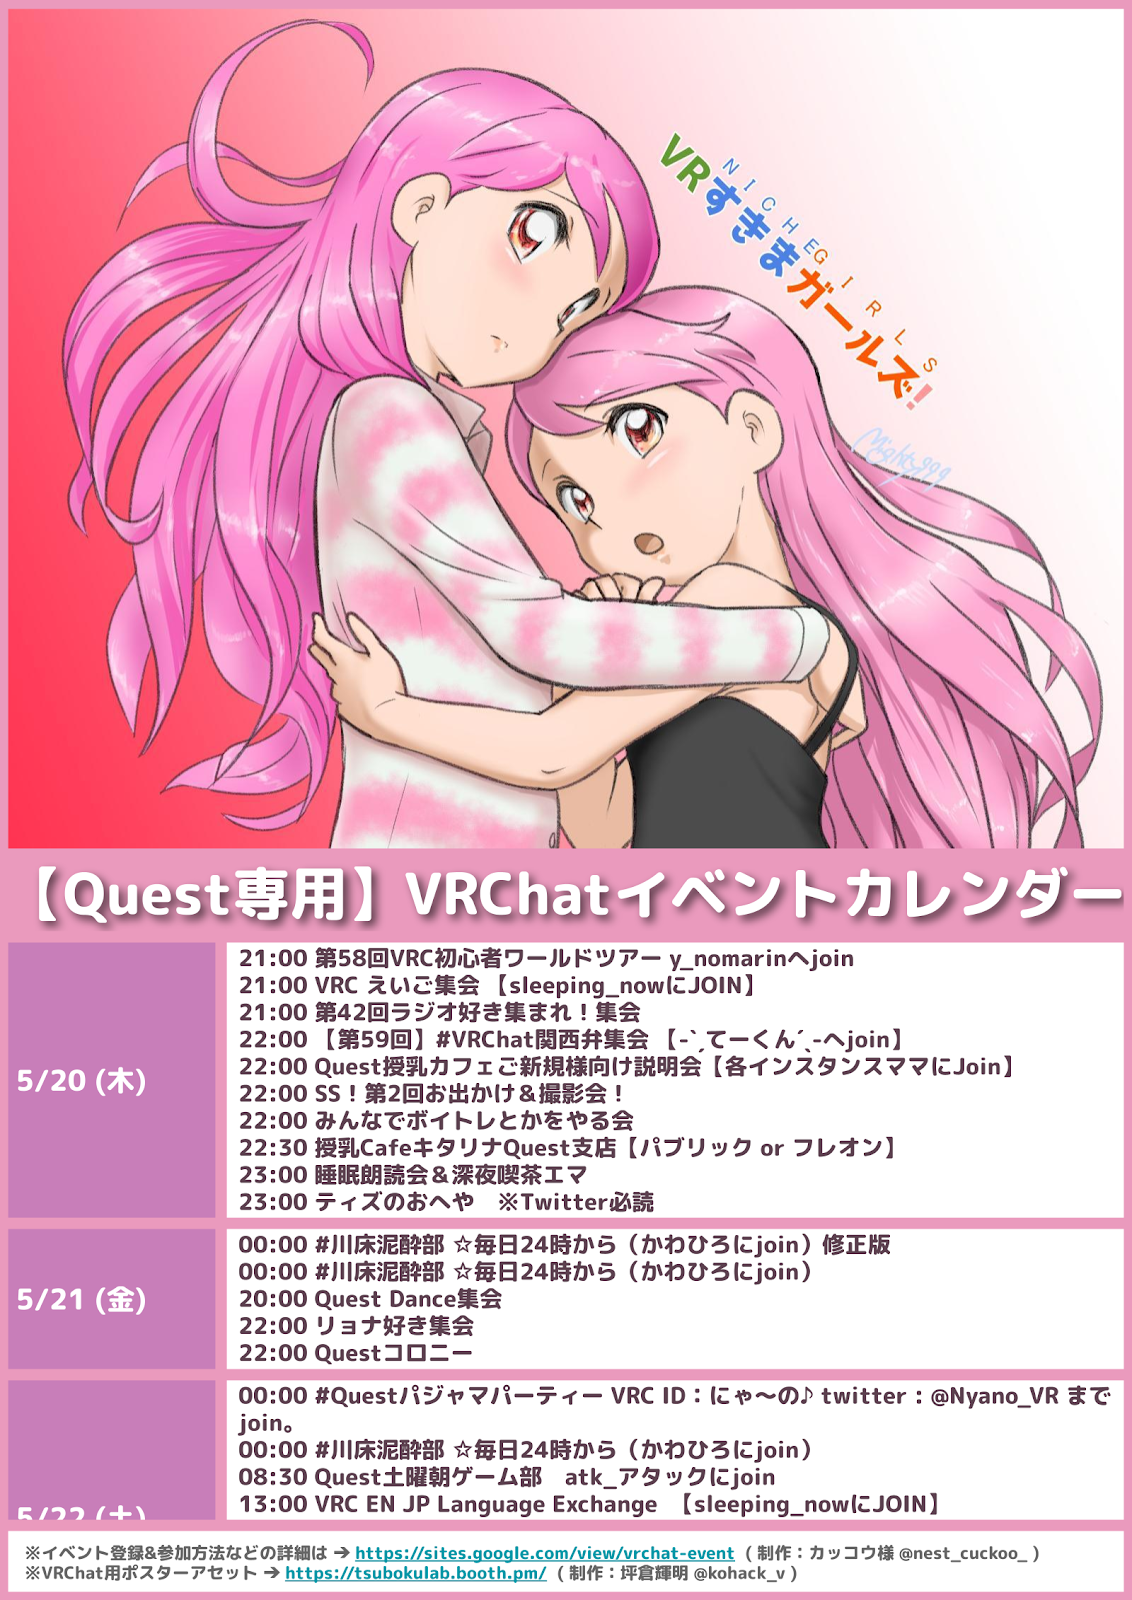 VRすきまガールズ!
NICHE GIRLS
Mighty999
【Quest専用】VRChatイベントカレンダー
5/20 (木)
21:00 第58回VRC初心者ワールドツアー y_nomarinへjoin
21:00 VRC えいご集会 【sleeping_nowにJOIN】
21:00 第42回ラジオ好き集まれ！集会
22:00 【第59回】#VRChat関西弁集会 【-ˋˏてーくんˊˎ-へjoin】
22:00 Quest授乳カフェご新規様向け説明会【各インスタンスママにJoin】
22:00 SS！第2回お出かけ＆撮影会！
22:00 みんなでボイトレとかをやる会
22:30 授乳CafeキタリナQuest支店【パブリック or フレオン】
23:00 睡眠朗読会＆深夜喫茶エマ
23:00 ティズのおへや　※Twitter必読
5/21 (金)
00:00 #川床泥酔部 ☆毎日24時から（かわひろにjoin）修正版
00:00 #川床泥酔部 ☆毎日24時から（かわひろにjoin）
20:00 Quest Dance集会
22:00 リョナ好き集会
22:00 Questコロニー
5/22 (土)
00:00 #Questパジャマパーティー VRC ID：にゃ〜の♪ twitter : @Nyano_VR まで
join。
00:00 #川床泥酔部 ☆毎日24時から（かわひろにjoin）
08:30 Quest土曜朝ゲーム部　atk_アタックにjoin
13:00 VRC EN JP Language Exchange 【sleeping_nowにJOIN】
※イベント登録&参加方法などの詳細は ➔ https://sites.google.com/view/vrchat-event ( 制作：カッコウ様 @nest_cuckoo_ )
※VRChat用ポスターアセット ➔ https://tsubokulab.booth.pm/ ( 制作：坪倉輝明 @kohack_v )